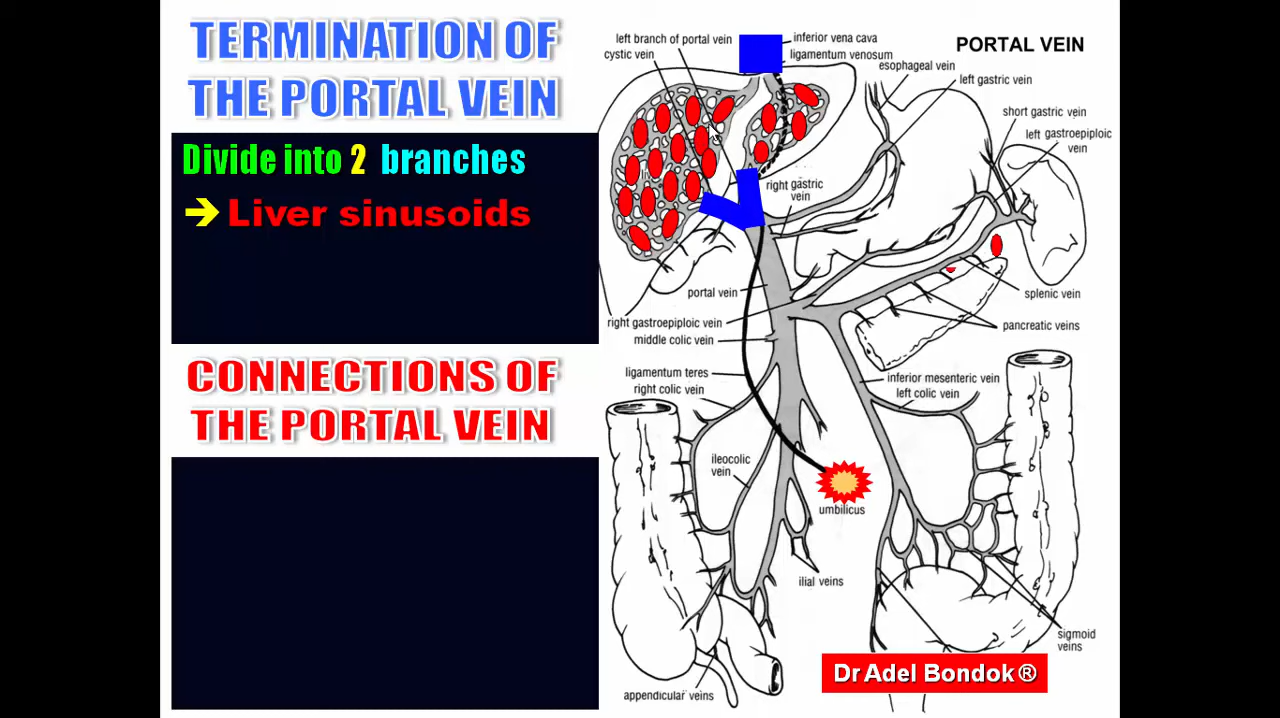 TERMINATION OF
THE PORTAL VEIN
Divide into 2 branches
➔ Liver sinusoids
CONNECTIONS OF
THE PORTAL VEIN
PORTAL VEIN
left branch of portal vein
cystic vein
inferior vena cava
ligamentum venosum
esophageal vein
left gastric vein
short gastric vein
left gastroepiploic
vein
right gastric
vein
portal vein
splenic vein
right gastroepiploic vein
middle colic vein
pancreatic veins
ligamentum teres
right colic vein
inferior mesenteric vein
left colic vein
ileocolic
vein
umbilicus
ilial veins
sigmoid
veins
appendicular veins
Dr Adel Bondok ®